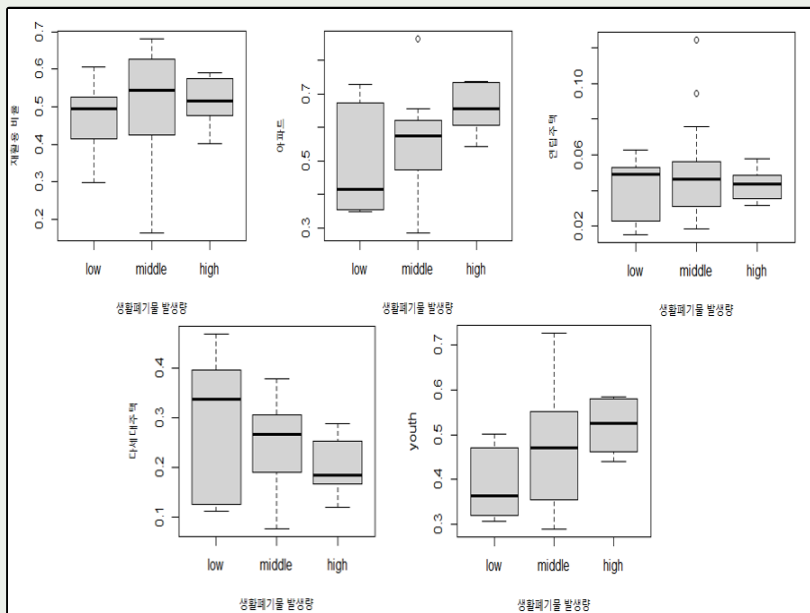 재활용 비율
0.2 0.3 0.4 0.5 0.6 0.7
low middle high
생활폐기물 발생량
아파트
0.3 0.5 0.7
low middle high
생활폐기물 발생량
연립주택
0.02 0.06 0.10
low middle high
생활폐기물 발생량
다세대주택
0.1 0.2 0.3 0.4
low middle high
생활폐기물 발생량
youth
0.3 0.4 0.5 0.6 0.7
low middle high
생활폐기물 발생량